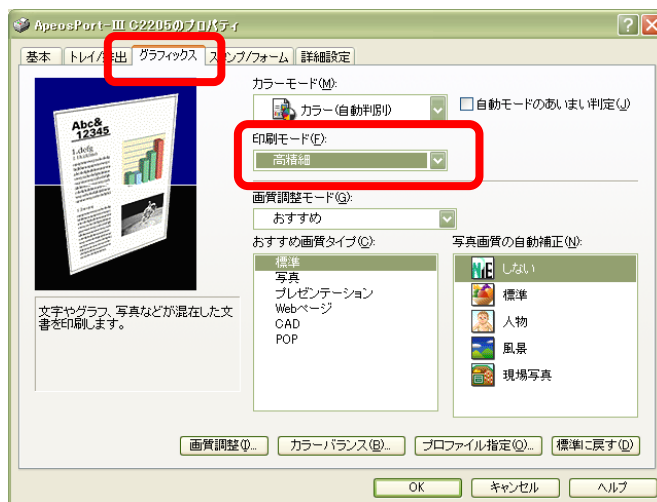 ApeosPort-III C2205のプロパティ
基本 トレイ/排出 グラフィックス スタンプ/フォーム 詳細設定
カラーモード(M):
カラー(自動判別)
自動モードのあいまい判定(J)
印刷モード(F):
高精細
画質調整モード(G):
おすすめ
おすすめ画質タイプ(C):
標準
写真
プレゼンテーション
Webページ
CAD
POP
写真画質の自動補正(N):
しない
標準
人物
風景
現場写真
Abc&
12345
1.defg
文字やグラフ、写真などが混在した文
書を印刷します。
画質調整(I)... カラーバランス(B)... プロファイル指定(O)... 標準に戻す(D)
OK キャンセル ヘルプ